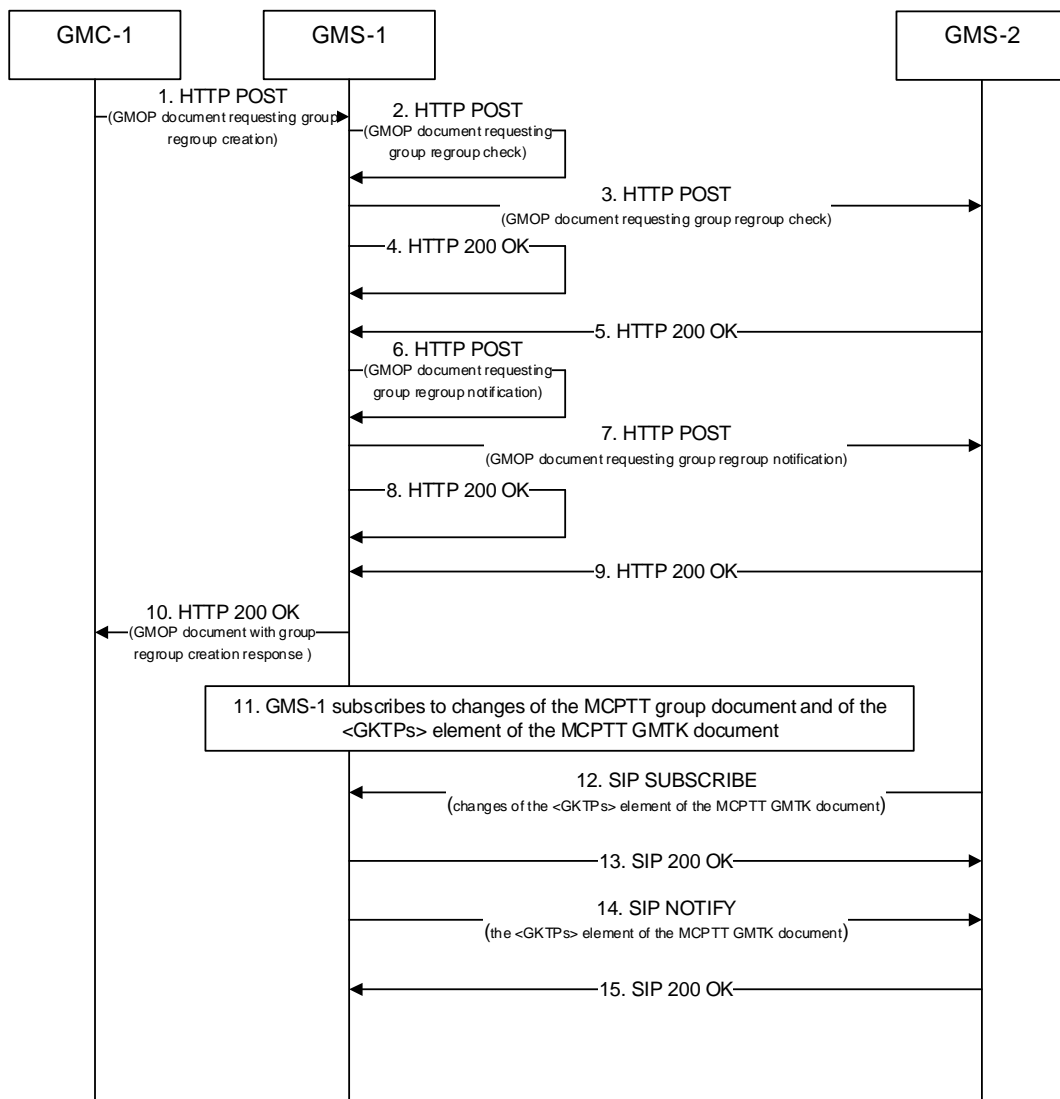 GMC-1
GMS-1
GMS-2
1. HTTP POST
(GMOP document requesting group
regroup creation)
2. HTTP POST
(GMOP document requesting
group regroup check)
3. HTTP POST
(GMOP document requesting group regroup check)
4. HTTP 200 OK
5. HTTP 200 OK
6. HTTP POST
(GMOP document requesting
group regroup notification)
7. HTTP POST
(GMOP document requesting group regroup notification)
8. HTTP 200 OK
9. HTTP 200 OK
10. HTTP 200 OK
(GMOP document with group
regroup creation response )
11. GMS-1 subscribes to changes of the MCPTT group document and of the
<GKTPs> element of the MCPTT GMTK document
12. SIP SUBSCRIBE
(changes of the <GKTPs> element of the MCPTT GMTK document)
13. SIP 200 OK
14. SIP NOTIFY
(the <GKTPs> element of the MCPTT GMTK document)
15. SIP 200 OK